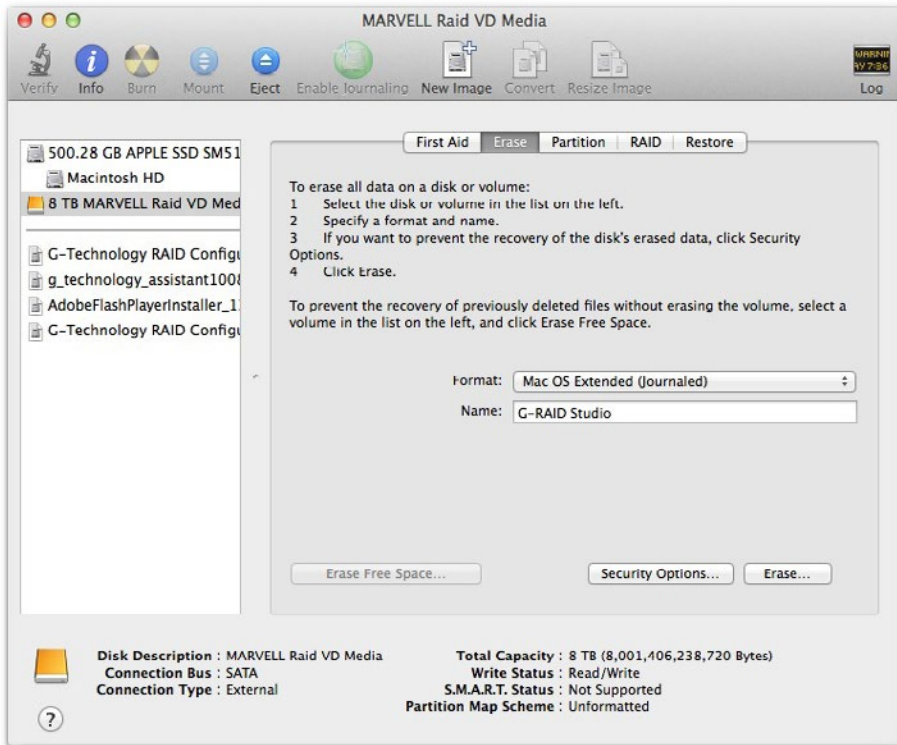 MARVELL Raid VD Media
Verify Info Burn Mount Eject Enable Journaling New Image Convert Resize Image Log
WARNIN
AY 7:36
First Aid Erase Partition RAID Restore
500.28 GB APPLE SSD SM51
Macintosh HD
8 TB MARVELL Raid VD Med
G-Technology RAID Configu
g_technology_assistant1008
AdobeFlashPlayerInstaller_1
G-Technology RAID Configu
To erase all data on a disk or volume:
1 Select the disk or volume in the list on the left.
2 Specify a format and name.
3 If you want to prevent the recovery of the disk's erased data, click Security
Options.
4 Click Erase.
To prevent the recovery of previously deleted files without erasing the volume, select a
volume in the list on the left, and click Erase Free Space.
Format: Mac OS Extended (Journaled)
Name: G-RAID Studio
Erase Free Space... Security Options... Erase...
Disk Description : MARVELL Raid VD Media
Connection Bus : SATA
Connection Type : External
Total Capacity : 8 TB (8,001,406,238,720 Bytes)
Write Status : Read/Write
S.M.A.R.T. Status : Not Supported
Partition Map Scheme : Unformatted
?